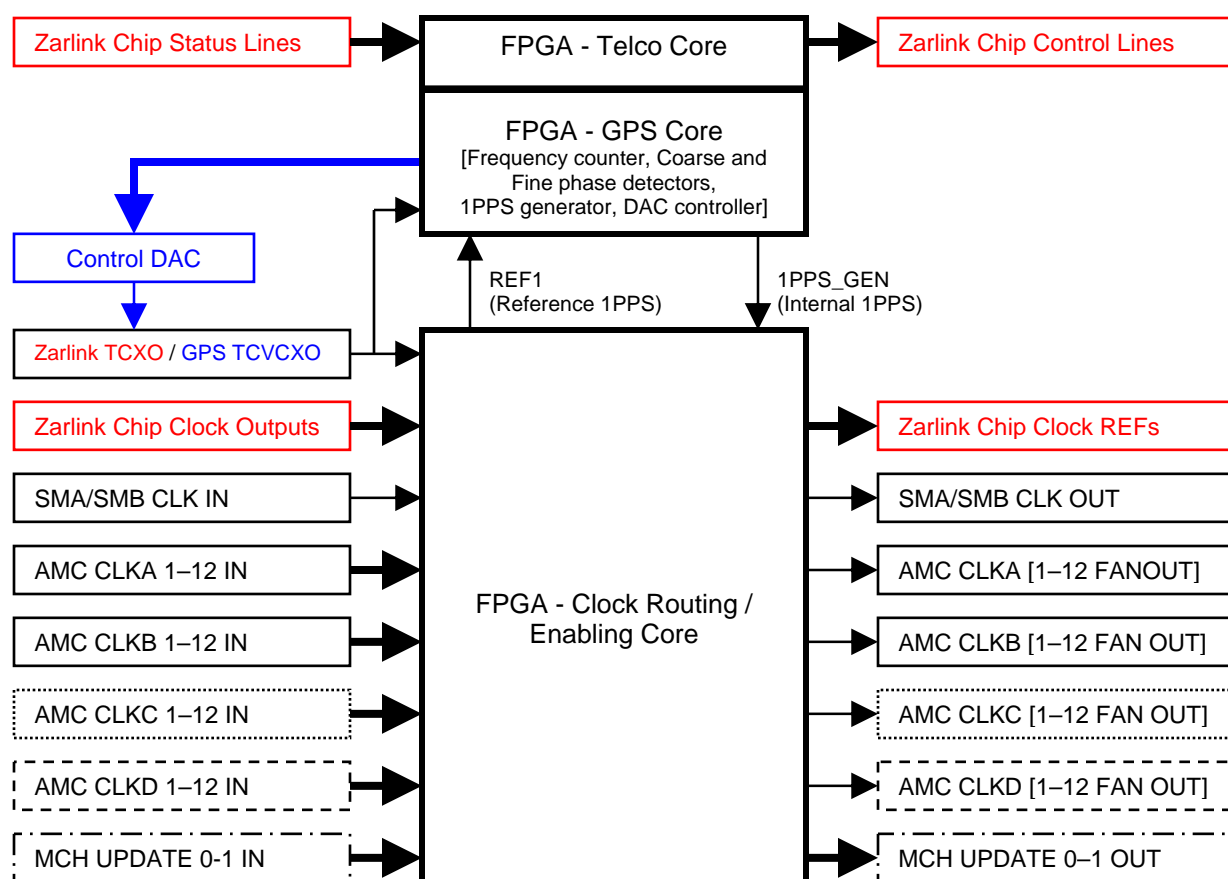 Zarlink Chip Status Lines
FPGA - Telco Core
Zarlink Chip Control Lines
FPGA - GPS Core
[Frequency counter, Coarse and
Fine phase detectors,
1PPS generator, DAC controller]
Control DAC
REF1
(Reference 1PPS)
1PPS_GEN
(Internal 1PPS)
Zarlink TCXO / GPS TCVCXO
Zarlink Chip Clock Outputs
Zarlink Chip Clock REFs
SMA/SMB CLK IN
SMA/SMB CLK OUT
AMC CLKA 1–12 IN
AMC CLKA [1–12 FANOUT]
FPGA - Clock Routing /
Enabling Core
AMC CLKB 1–12 IN
AMC CLKB [1–12 FAN OUT]
AMC CLKC 1–12 IN
AMC CLKC [1–12 FAN OUT]
AMC CLKD 1–12 IN
AMC CLKD [1–12 FAN OUT]
MCH UPDATE 0-1 IN
MCH UPDATE 0–1 OUT